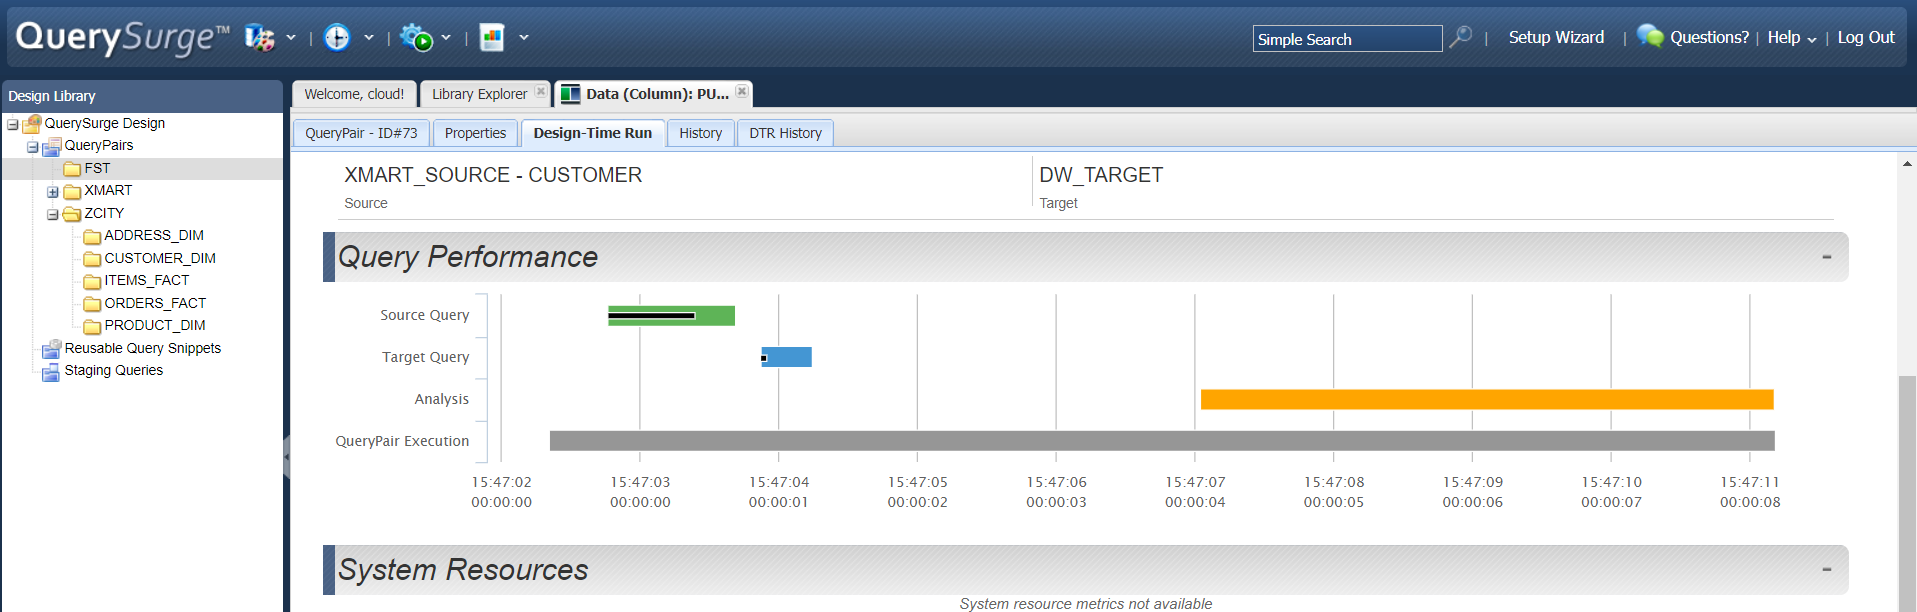 QuerySurge™
Simple Search
Setup Wizard
Questions?
Help
Log Out
Design Library
QuerySurge Design
QueryPairs
FST
XMART
ZCITY
ADDRESS_DIM
CUSTOMER_DIM
ITEMS_FACT
ORDERS_FACT
PRODUCT_DIM
Reusable Query Snippets
Staging Queries
Welcome, cloud!
Library Explorer
Data (Column): PU...
QueryPair - ID#73
Properties
Design-Time Run
History
DTR History
XMART_SOURCE - CUSTOMER
Source
DW_TARGET
Target
Query Performance
Source Query
Target Query
Analysis
QueryPair Execution
15:47:02 15:47:03 15:47:04 15:47:05 15:47:06 15:47:07 15:47:08 15:47:09 15:47:10 15:47:11
00:00:00 00:00:00 00:00:01 00:00:02 00:00:03 00:00:04 00:00:05 00:00:06 00:00:07 00:00:08
System Resources
System resource metrics not available